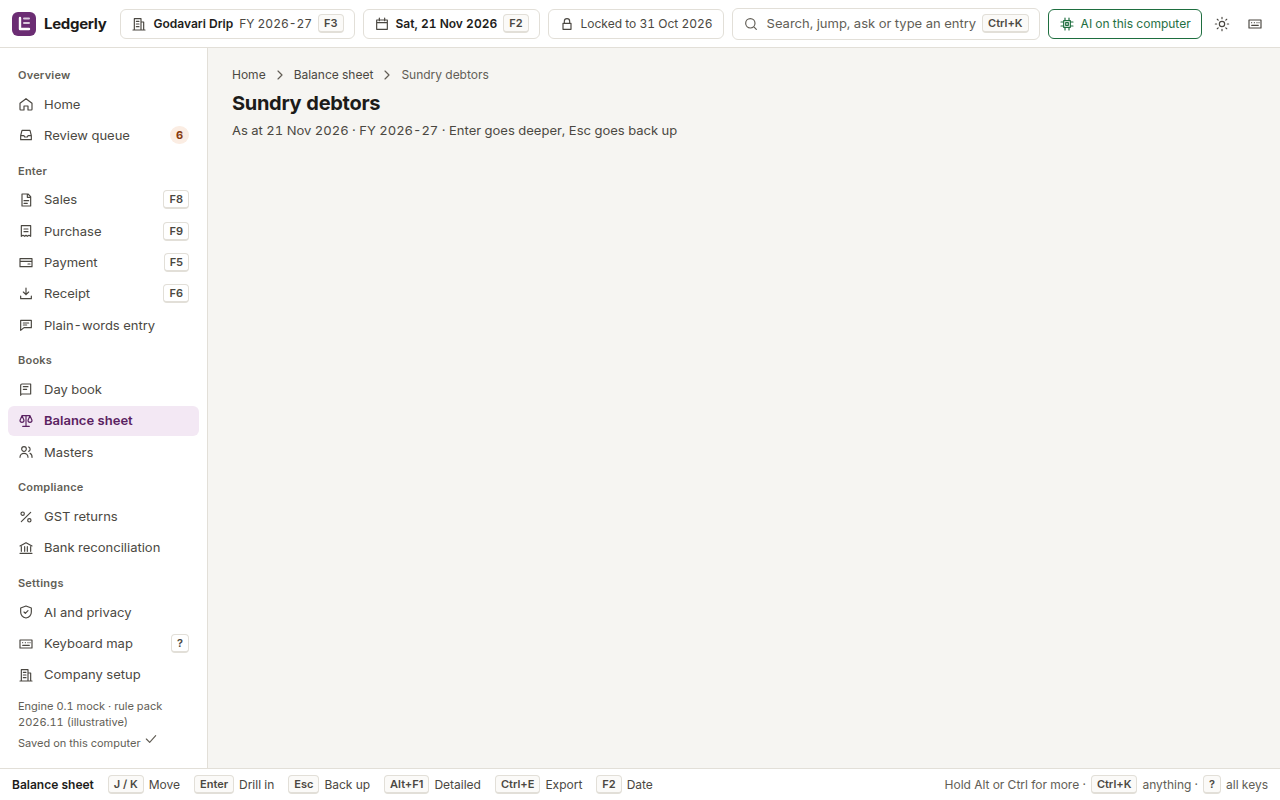 Ledgerly
Godavari Drip FY 2026-27 F3
Sat, 21 Nov 2026 F2
Locked to 31 Oct 2026
Search, jump, ask or type an entry Ctrl+K
AI on this computer
Overview
Home
Review queue 6
Enter
Sales F8
Purchase F9
Payment F5
Receipt F6
Plain-words entry
Books
Day book
Balance sheet
Masters
Compliance
GST returns
Bank reconciliation
Settings
AI and privacy
Keyboard map ?
Company setup
Engine 0.1 mock · rule pack
2026.11 (illustrative)
Saved on this computer
Home Balance sheet Sundry debtors
Sundry debtors
As at 21 Nov 2026 · FY 2026-27 · Enter goes deeper, Esc goes back up
Balance sheet J / K Move Enter Drill in Esc Back up Alt+F1 Detailed Ctrl+E Export F2 Date
Hold Alt or Ctrl for more · Ctrl+K anything · ? all keys